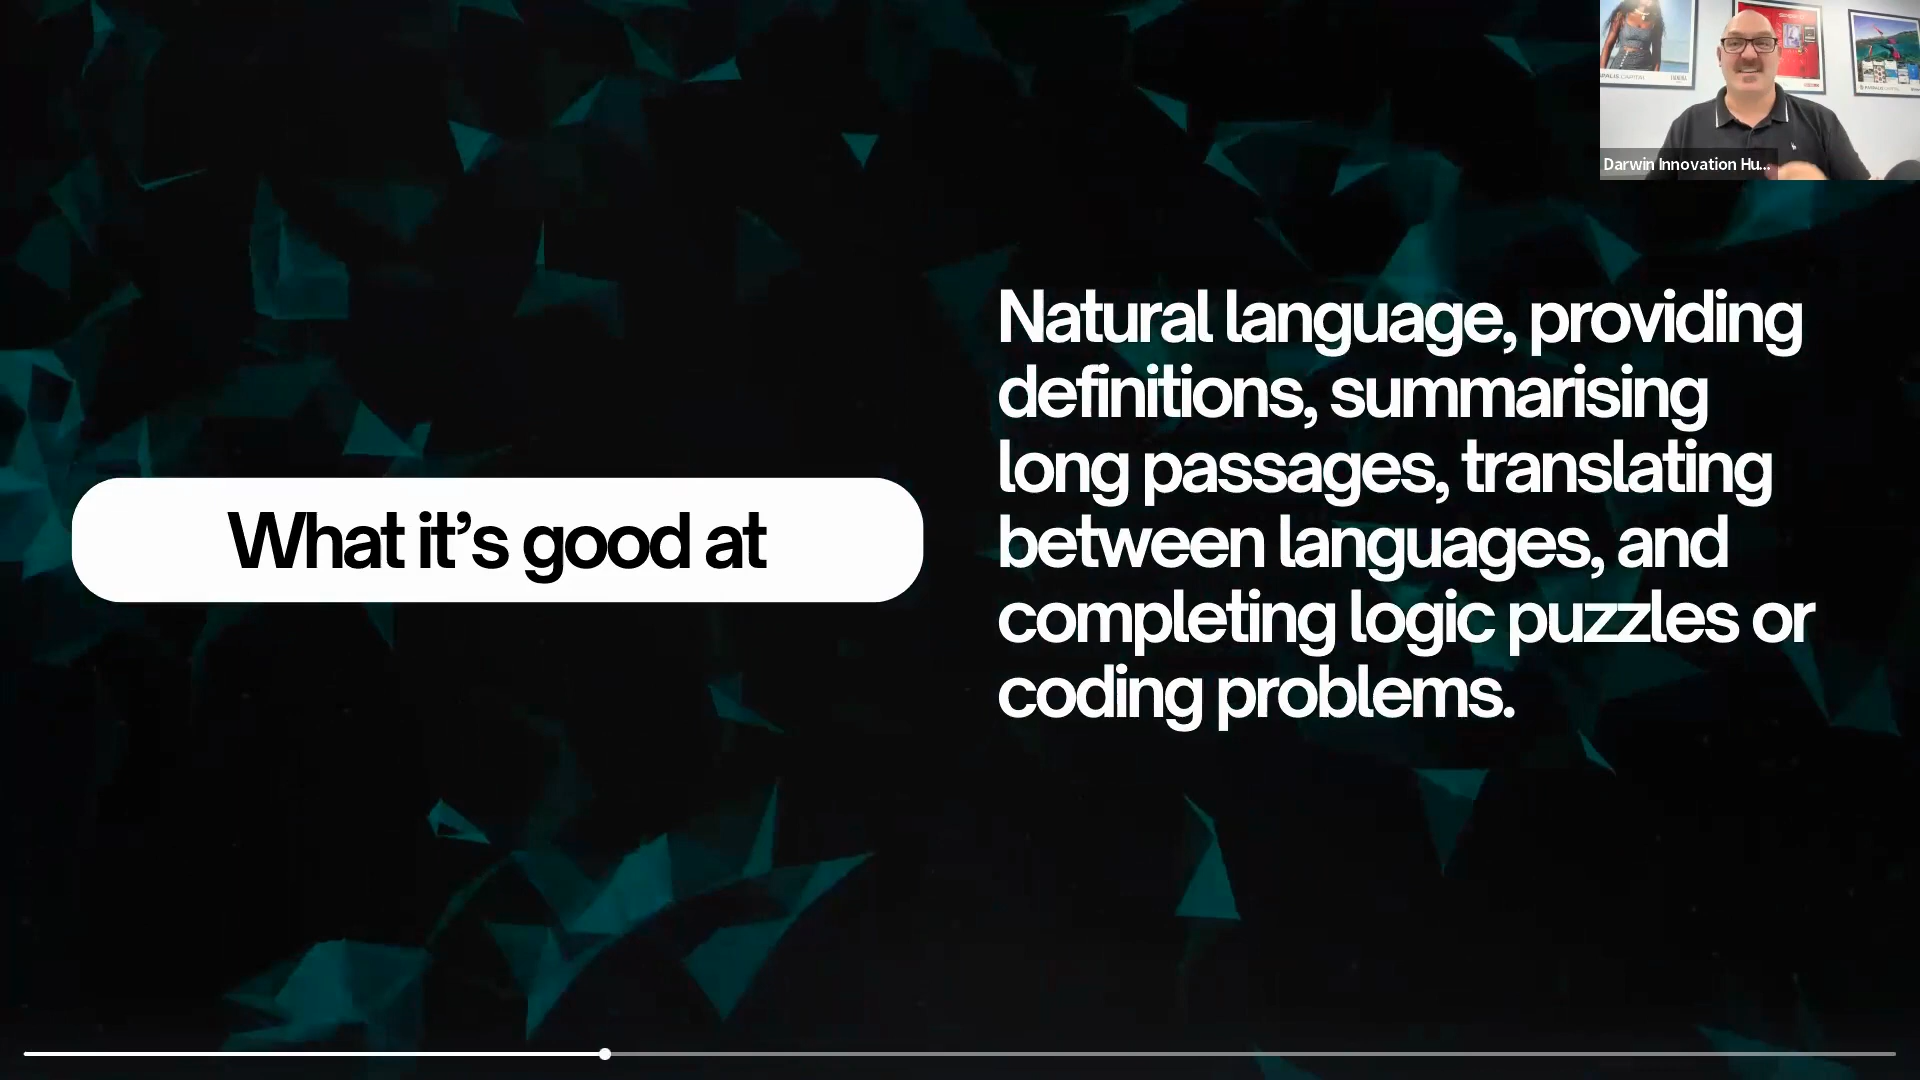 What it’s good at
Natural language, providing
definitions, summarising
long passages, translating
between languages, and
completing logic puzzles or
coding problems.
Darwin Innovation Hu...